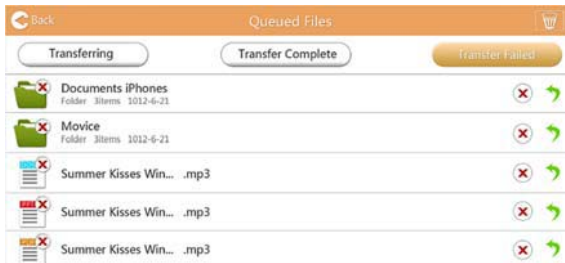 Back
Queued Files
Transferring
Transfer Complete
Transfer Failed
Documents iPhones
Folder 3items 1012-6-21
Movice
Folder 3items 1012-6-21
Summer Kisses Win... .mp3
Summer Kisses Win... .mp3
Summer Kisses Win... .mp3